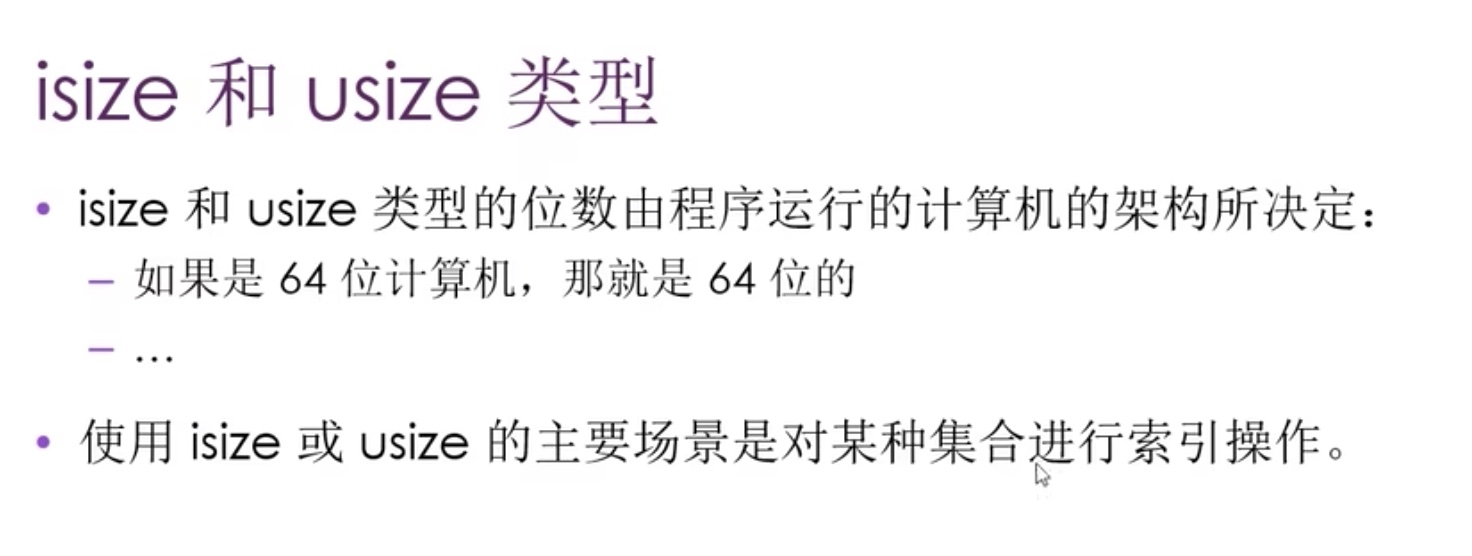 isize 和 usize 类型
• isize 和 usize 类型的位数由程序运行的计算机的架构所决定：
– 如果是 64 位计算机，那就是 64 位的
– …
• 使用 isize 或 usize 的主要场景是对某种集合进行索引操作。